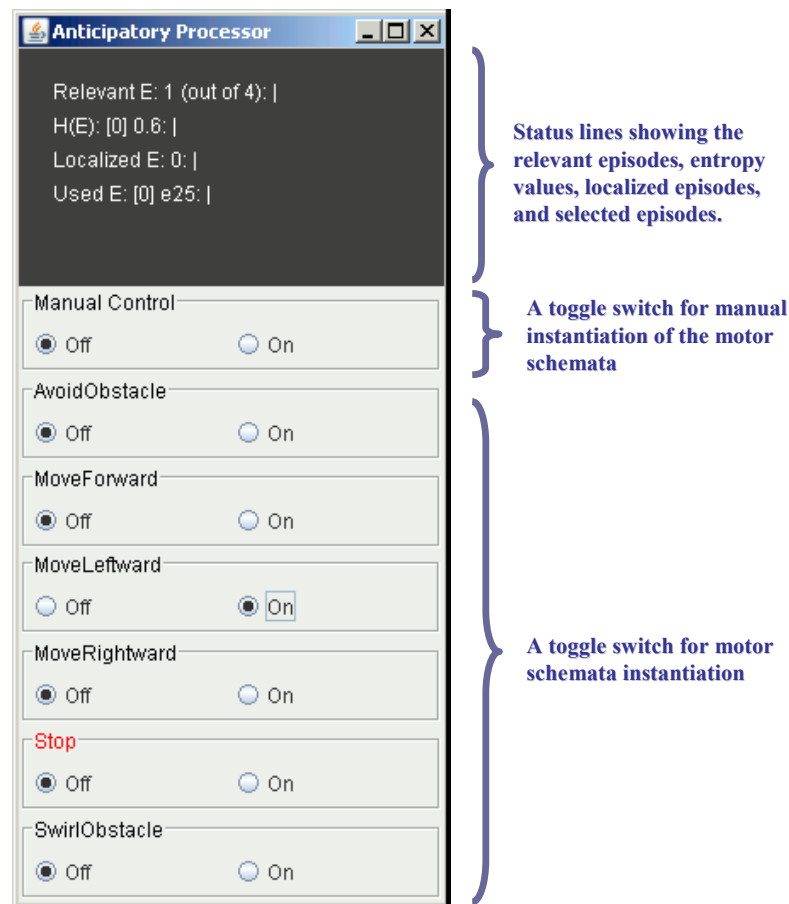 Anticipatory Processor
Relevant E: 1 (out of 4): |
H(E): [0] 0.6: |
Localized E: 0: |
Used E: [0] e25: |
Status lines showing the
relevant episodes, entropy
values, localized episodes,
and selected episodes.
Manual Control
Off On
A toggle switch for manual
instantiation of the motor
schemata
AvoidObstacle
Off On
MoveForward
Off On
MoveLeftward
Off On
MoveRightward
Off On
A toggle switch for motor
schemata instantiation
Stop
Off On
SwirlObstacle
Off On